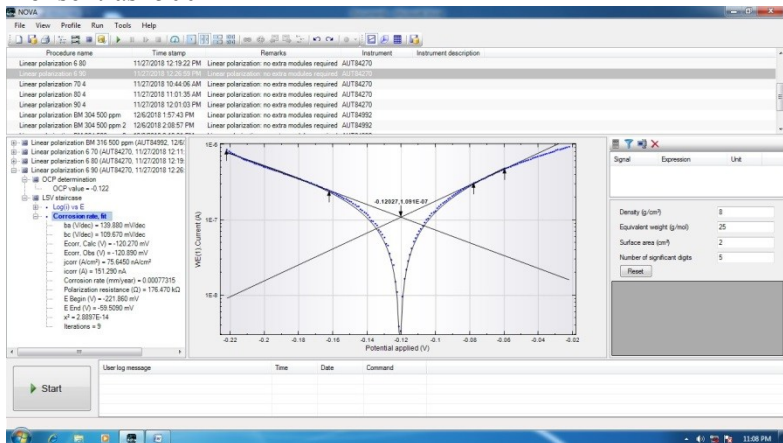 NOVA
File View Profile Run Tools Help
Procedure name Time stamp Remarks Instrument Instrument description
Linear polarization 6 80 11/27/2018 12:19:22 PM Linear polarization: no extra modules required AUT84270
Linear polarization 6 90 11/27/2018 12:26:59 PM Linear polarization: no extra modules required AUT84270
Linear polarization 70 4 11/27/2018 10:44:06 AM Linear polarization: no extra modules required AUT84270
Linear polarization 80 4 11/27/2018 11:01:35 AM Linear polarization: no extra modules required AUT84270
Linear polarization 90 4 11/27/2018 12:01:03 PM Linear polarization: no extra modules required AUT84270
Linear polarization BM 304 500 ppm 12/6/2018 1:57:43 PM Linear polarization: no extra modules required AUT84992
Linear polarization BM 304 500 ppm 2 12/6/2018 2:08:57 PM Linear polarization: no extra modules required AUT84992
Linear polarization BM 316 500 ppm (AUT84992, 12/6/
Linear polarization 6 70 (AUT84270, 11/27/2018 12:11:
Linear polarization 6 80 (AUT84270, 11/27/2018 12:19:
Linear polarization 6 90 (AUT84270, 11/27/2018 12:26
OCP determination
OCP value = -0.122
LSV staircase
Log(i) vs E
Corrosion rate, fit
ba (V/dec) = 139.880 mV/dec
bc (V/dec) = 109.670 mV/dec
Ecorr, Calc (V) = -120.270 mV
Ecorr, Obs (V) = -120.890 mV
jcorr (A/cm²) = 75.6450 nA/cm²
icorr (A) = 151.290 nA
Corrosion rate (mm/year) = 0.00077315
Polarization resistance (Ω) = 176.470 kΩ
E Begin (V) = -221.860 mV
E End (V) = -59.5090 mV
x² = 2.8897E-14
Iterations = 9
WE(1).Current (A)
1E-6
1E-7
1E-8
-0.12027,1.091E-07
-0.22 -0.2 -0.18 -0.16 -0.14 -0.12 -0.1 -0.08 -0.06 -0.04 -0.02
Potential applied (V)
Signal Expression Unit
Density (g/cm³) 8
Equivalent weight (g/mol) 25
Surface area (cm²) 2
Number of significant digits 5
Reset
Start
User log message Time Date Command
11:08 PM